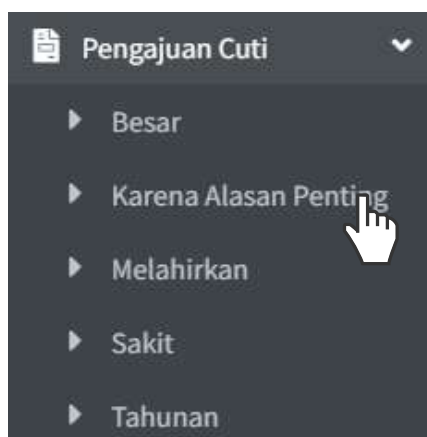 Pengajuan Cuti
Besar
Karena Alasan Penting
Melahirkan
Sakit
Tahunan